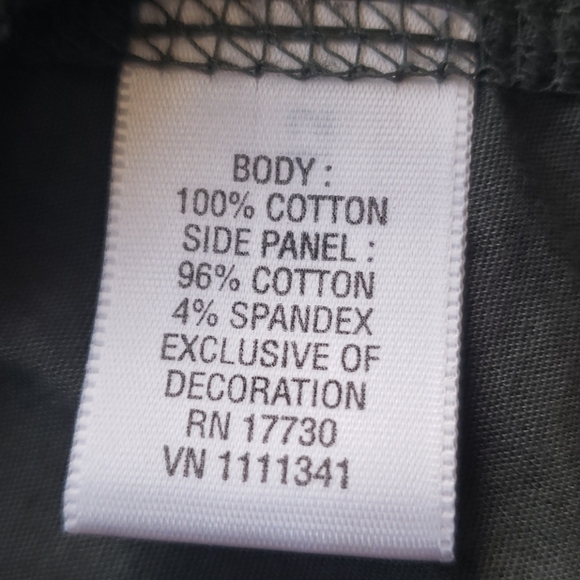 BODY :
100% COTTON
SIDE PANEL :
96% COTTON
4% SPANDEX
EXCLUSIVE OF
DECORATION
RN 17730
VN 1111341